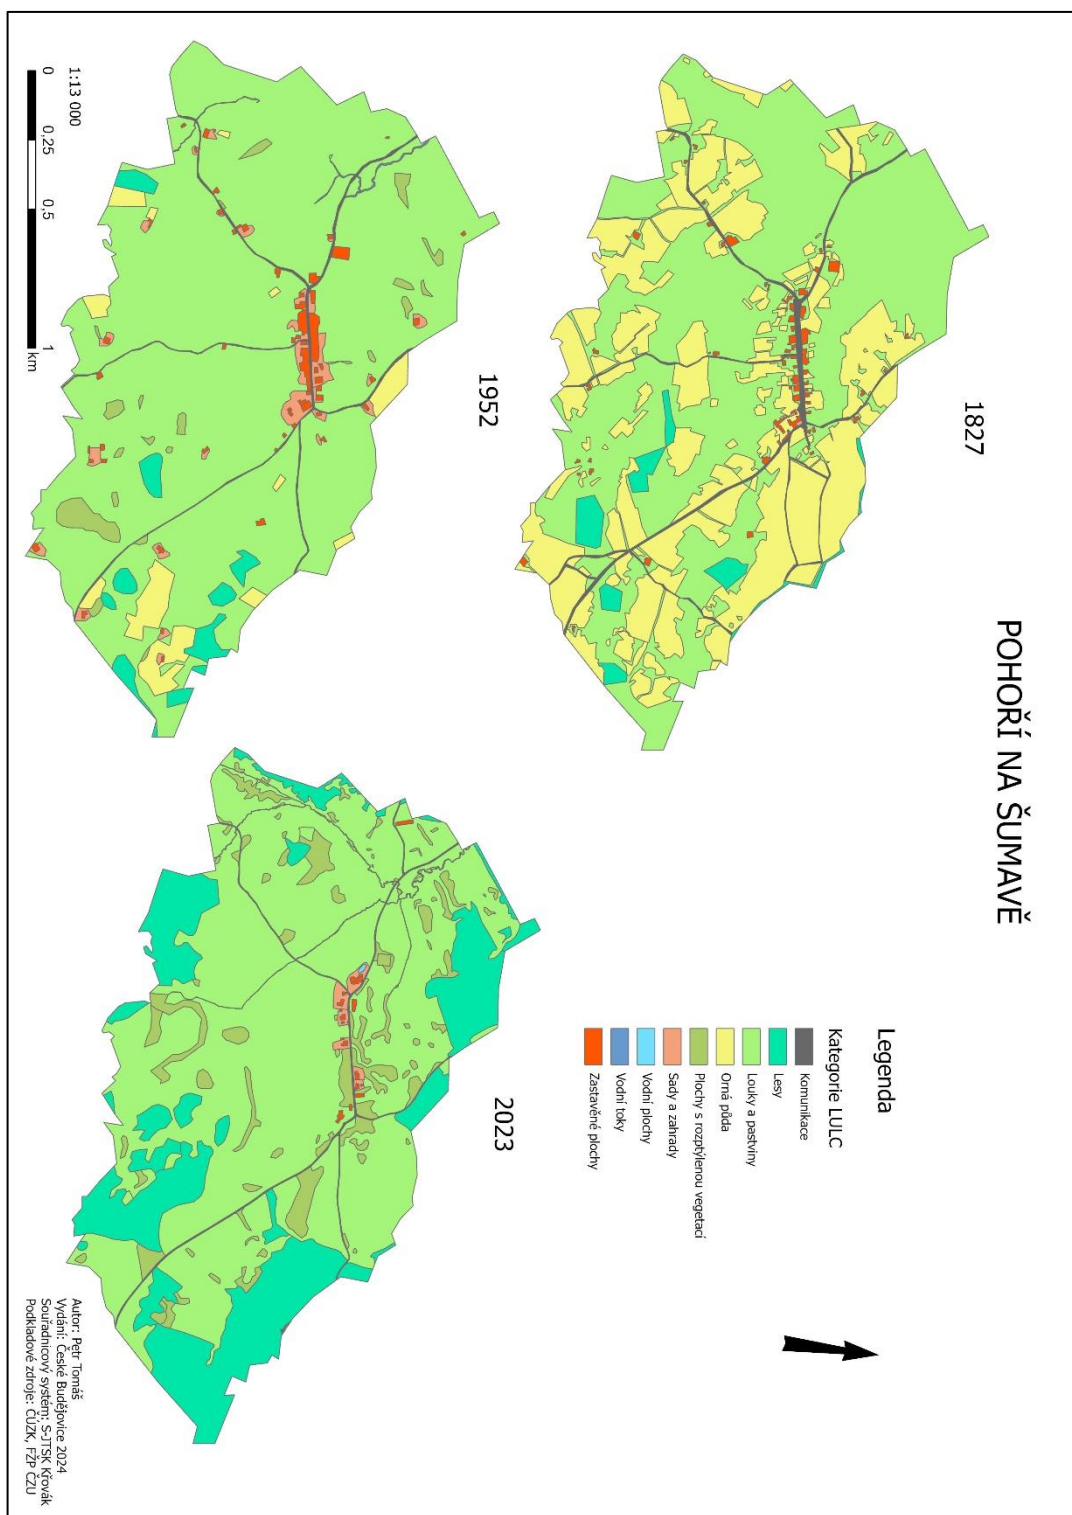 POHOŘÍ NA ŠUMAVĚ
1827
1952
2023
Legenda
Kategorie LULC
Komunikace
Lesy
Louky a pastviny
Orná půda
Plochy s rozptýlenou vegetací
Sady a zahrady
Vodní plochy
Vodní toky
Zastavěné plochy
1:13 000
0 0,25 0,5 1 km
Autor: Petr Tomáš
Vydání: České Budějovice 2024
Souřadnicový systém: S-JTSK Křovák
Podkladové zdroje: ČÚZK, FŽP ČZU